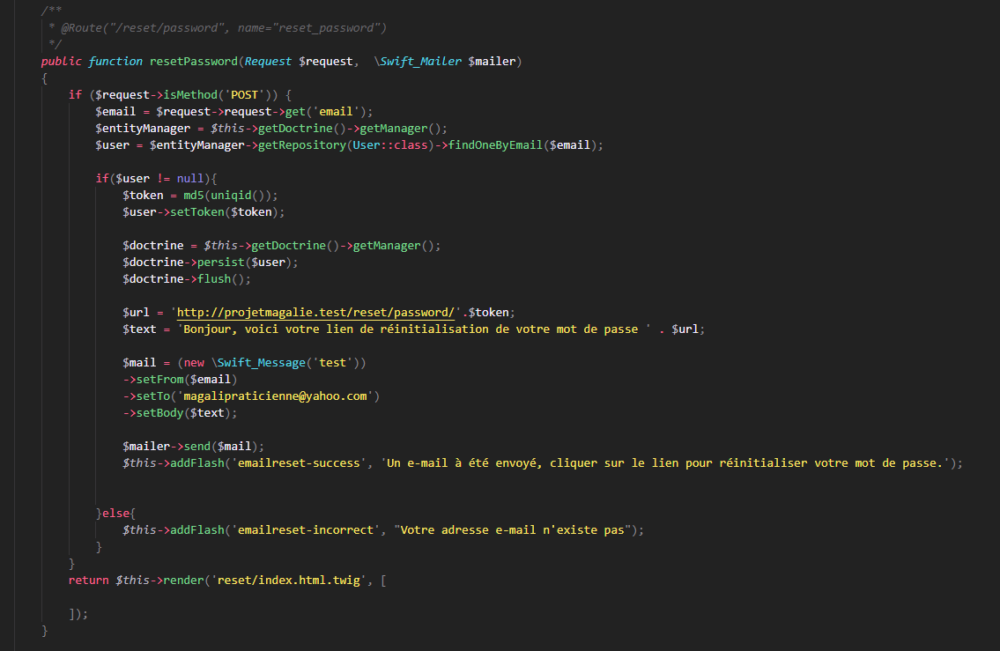 /**
 * @Route("/reset/password", name="reset_password")
 */
public function resetPassword(Request $request,  \Swift_Mailer $mailer)
{
    if ($request->isMethod('POST')) {
        $email = $request->request->get('email');
        $entityManager = $this->getDoctrine()->getManager();
        $user = $entityManager->getRepository(User::class)->findOneByEmail($email);

        if($user != null){
            $token = md5(uniqid());
            $user->setToken($token);

            $doctrine = $this->getDoctrine()->getManager();
            $doctrine->persist($user);
            $doctrine->flush();

            $url = 'http://projetmagalie.test/reset/password/'.$token;
            $text = 'Bonjour, voici votre lien de réinitialisation de votre mot de passe ' . $url;

            $mail = (new \Swift_Message('test'))
            ->setFrom($email)
            ->setTo('magalipraticienne@yahoo.com')
            ->setBody($text);

            $mailer->send($mail);
            $this->addFlash('emailreset-success', 'Un e-mail à été envoyé, cliquer sur le lien pour réinitialiser votre mot de passe.');


        }else{
            $this->addFlash('emailreset-incorrect', "Votre adresse e-mail n'existe pas");
        }
    }
    return $this->render('reset/index.html.twig', [

    ]);
}